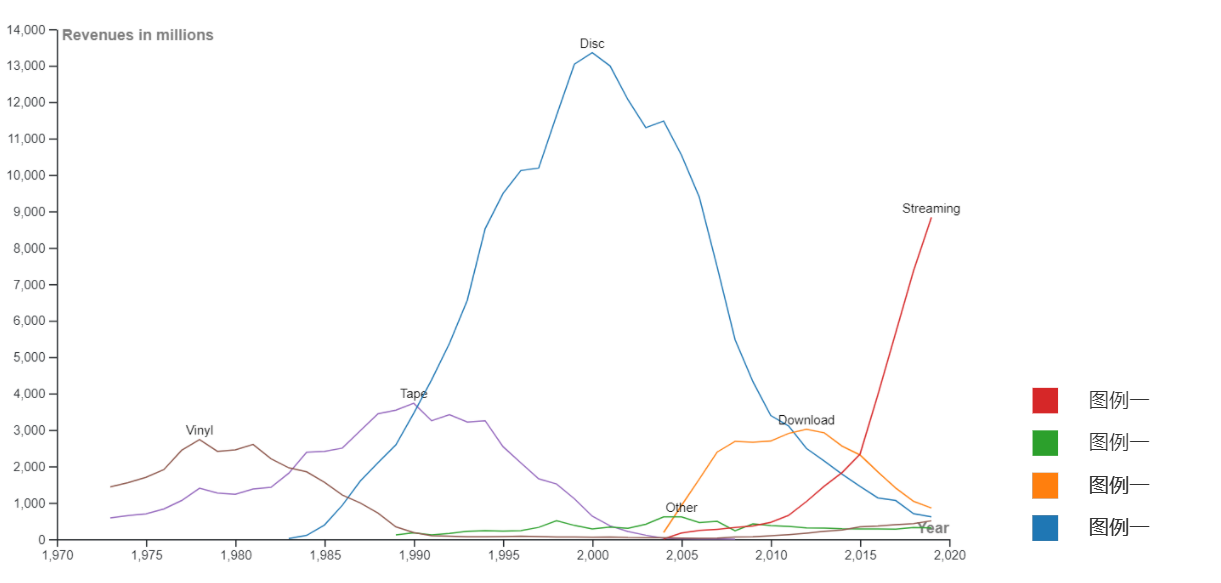 14,000
Revenues in millions
Disc
13,000
12,000
11,000
10,000
9,000
Streaming
8,000
7,000
6,000
5,000
4,000
Tape
3,000
Vinyl
Download
2,000
1,000
Other
0
Year
1,970
1,975
1,980
1,985
1,990
1,995
2,000
2,005
2,010
2,015
2,020
图例一
图例一
图例一
图例一